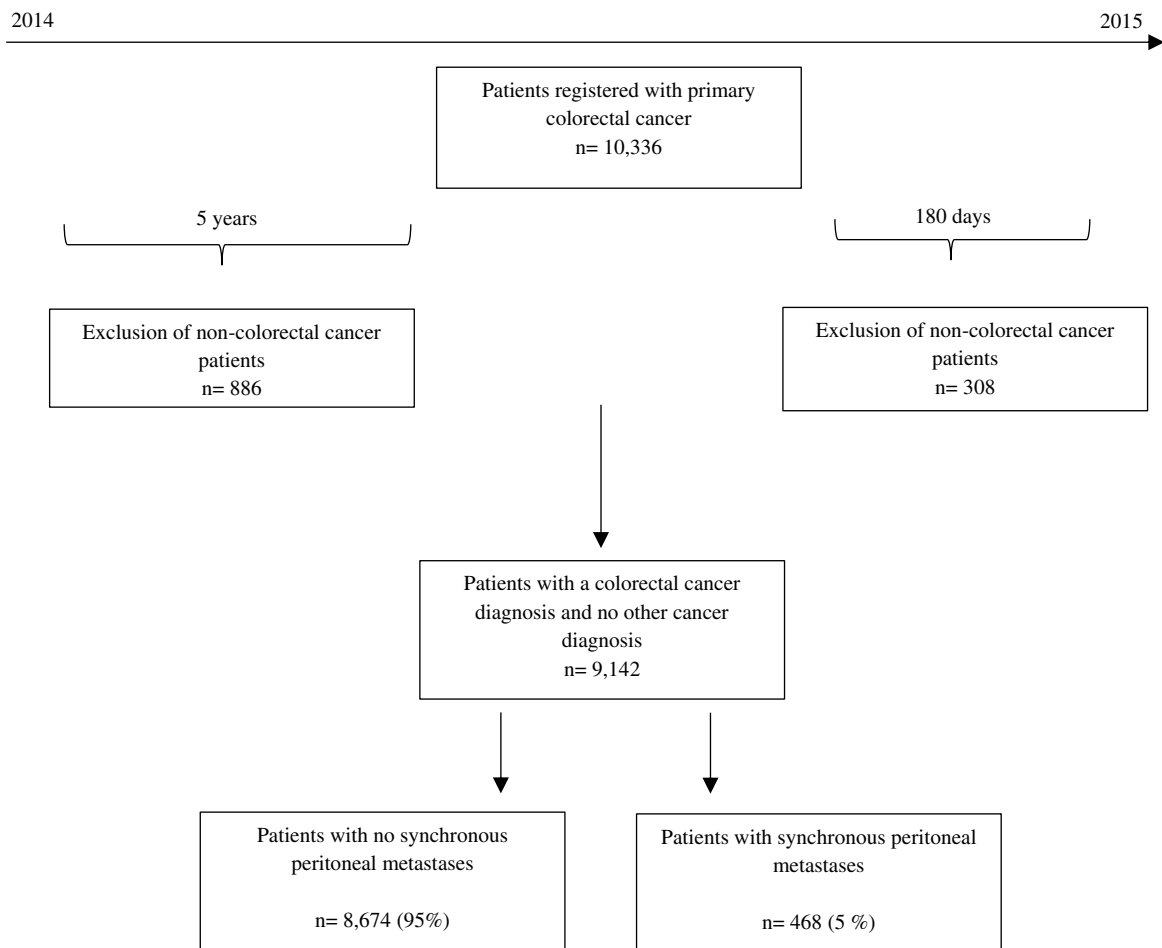 2014
2015
Patients registered with primary
colorectal cancer
n= 10,336
5 years
180 days
Exclusion of non-colorectal cancer
patients
n= 886
Exclusion of non-colorectal cancer
patients
n= 308
Patients with a colorectal cancer
diagnosis and no other cancer
diagnosis
n= 9,142
Patients with no synchronous
peritoneal metastases
n= 8,674 (95%)
Patients with synchronous peritoneal
metastases
n= 468 (5 %)